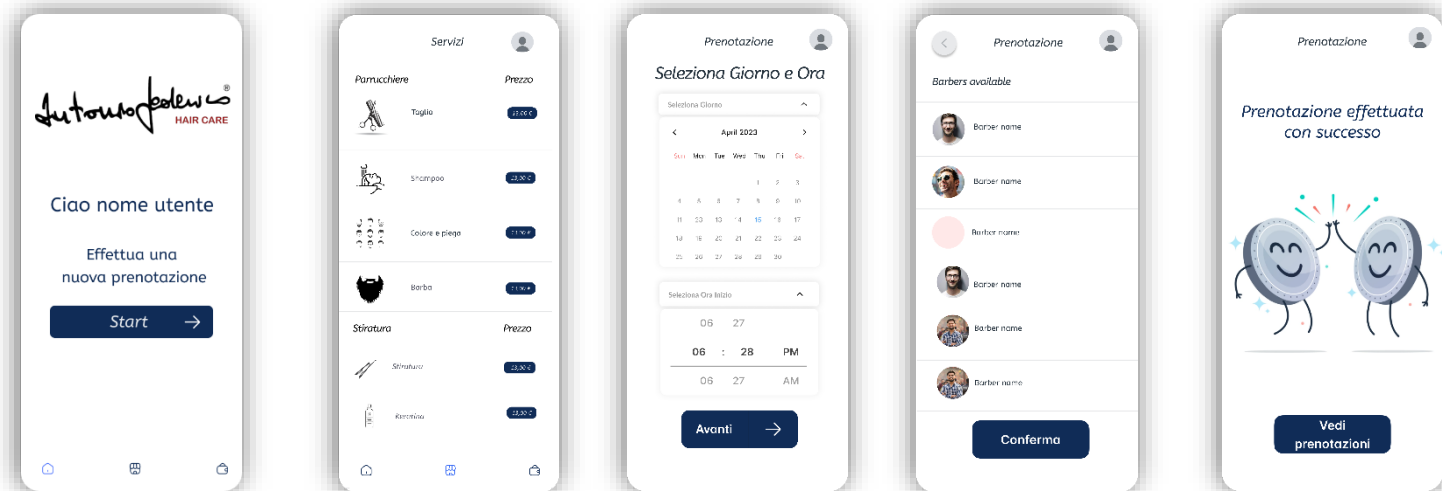 Antonio Federico®
HAIR CARE
Ciao nome utente
Effettua una
nuova prenotazione
Start
Servizi
Parrucchiere Prezzo
Taglio
Shampoo
Colore e piega
Barba
Stiratura Prezzo
Stiratura
Keratina
Prenotazione
Seleziona Giorno e Ora
Seleziona Giorno
April 2023
Sun Mon Tue Wed Thu Fri Sat
1 2 3
4 5 6 7 8 9 10
11 13 14 15 16 17
18 19 20 21 22 23 24
25 26 27 28 29 30
Seleziona Ora Inizio
06 27
06 : 28 PM
06 27 AM
Avanti
Prenotazione
Barbers available
Barber name
Barber name
Barber name
Barber name
Barber name
Barber name
Conferma
Prenotazione
Prenotazione effettuata
con successo
Vedi
prenotazioni